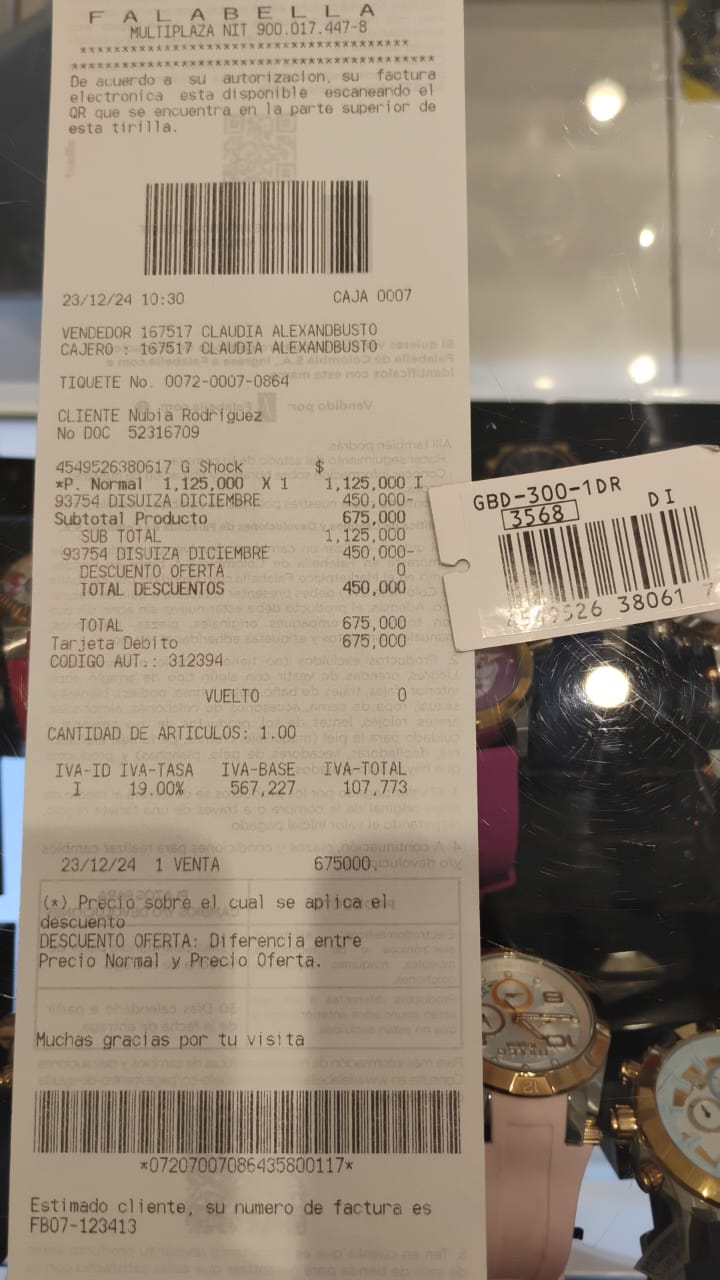 F A L A B E L L A
MULTIPLAZA NIT 900.017.447-8
****************************************
********************************************
De acuerdo a su autorizacion, su factura
electronica esta disponible escaneando el
QR que se encuentra en la parte superior de
esta tirilla.
23/12/24 10:30 CAJA 0007
VENDEDOR 167517 CLAUDIA ALEXANDBUSTO
CAJERO : 167517 CLAUDIA ALEXANDBUSTO
TIQUETE No. 0072-0007-0864
CLIENTE Nubia Rodriguez
No DOC 52316709
4549526380617 G Shock $
*P. Normal 1,125,000 X 1 1,125,000 I
93754 DISUIZA DICIEMBRE 450,000-
Subtotal Producto 675,000
SUB TOTAL 1,125,000
93754 DISUIZA DICIEMBRE 450,000-
DESCUENTO OFERTA 0
TOTAL DESCUENTOS 450,000
TOTAL 675,000
Tarjeta Debito 675,000
CODIGO AUT.: 312394
VUELTO 0
CANTIDAD DE ARTICULOS: 1.00
IVA-ID IVA-TASA IVA-BASE IVA-TOTAL
I 19.00% 567,227 107,773
23/12/24 1 VENTA 675000,
(*) Precio sobre el cual se aplica el
descuento
DESCUENTO OFERTA: Diferencia entre
Precio Normal y Precio Oferta.
Muchas gracias por tu visita
*07207007086435800117*
Estimado cliente, su numero de factura es
FB07-123413
GBD-300-1DR
3568 DI
4549526 38061 7